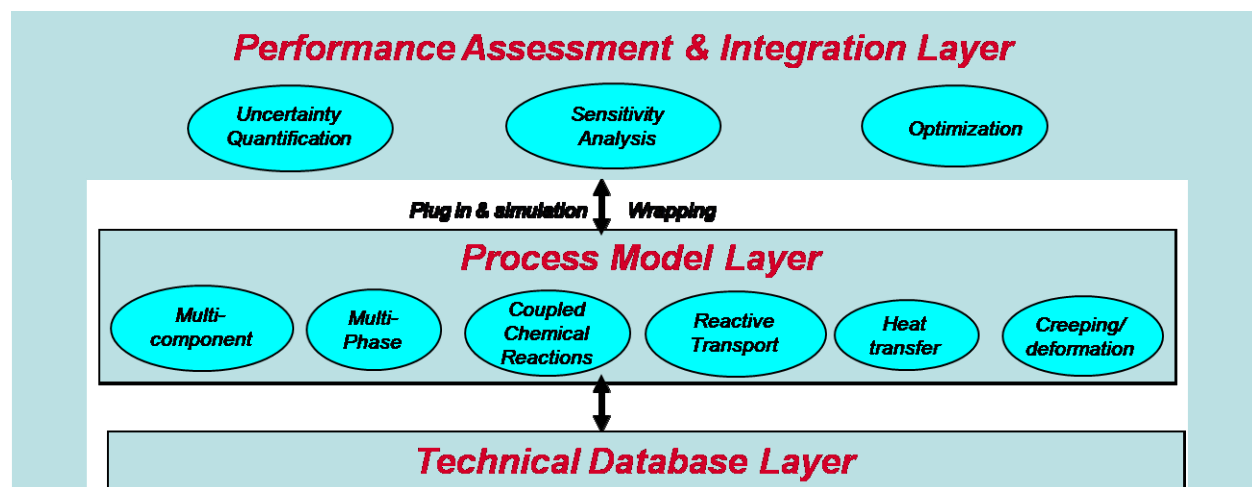 Performance Assessment & Integration Layer
Uncertainty
Quantification
Sensitivity
Analysis
Optimization
Plug in & simulation
Wrapping
Process Model Layer
Multi-
component
Multi-
Phase
Coupled
Chemical
Reactions
Reactive
Transport
Heat
transfer
Creeping/
deformation
Technical Database Layer